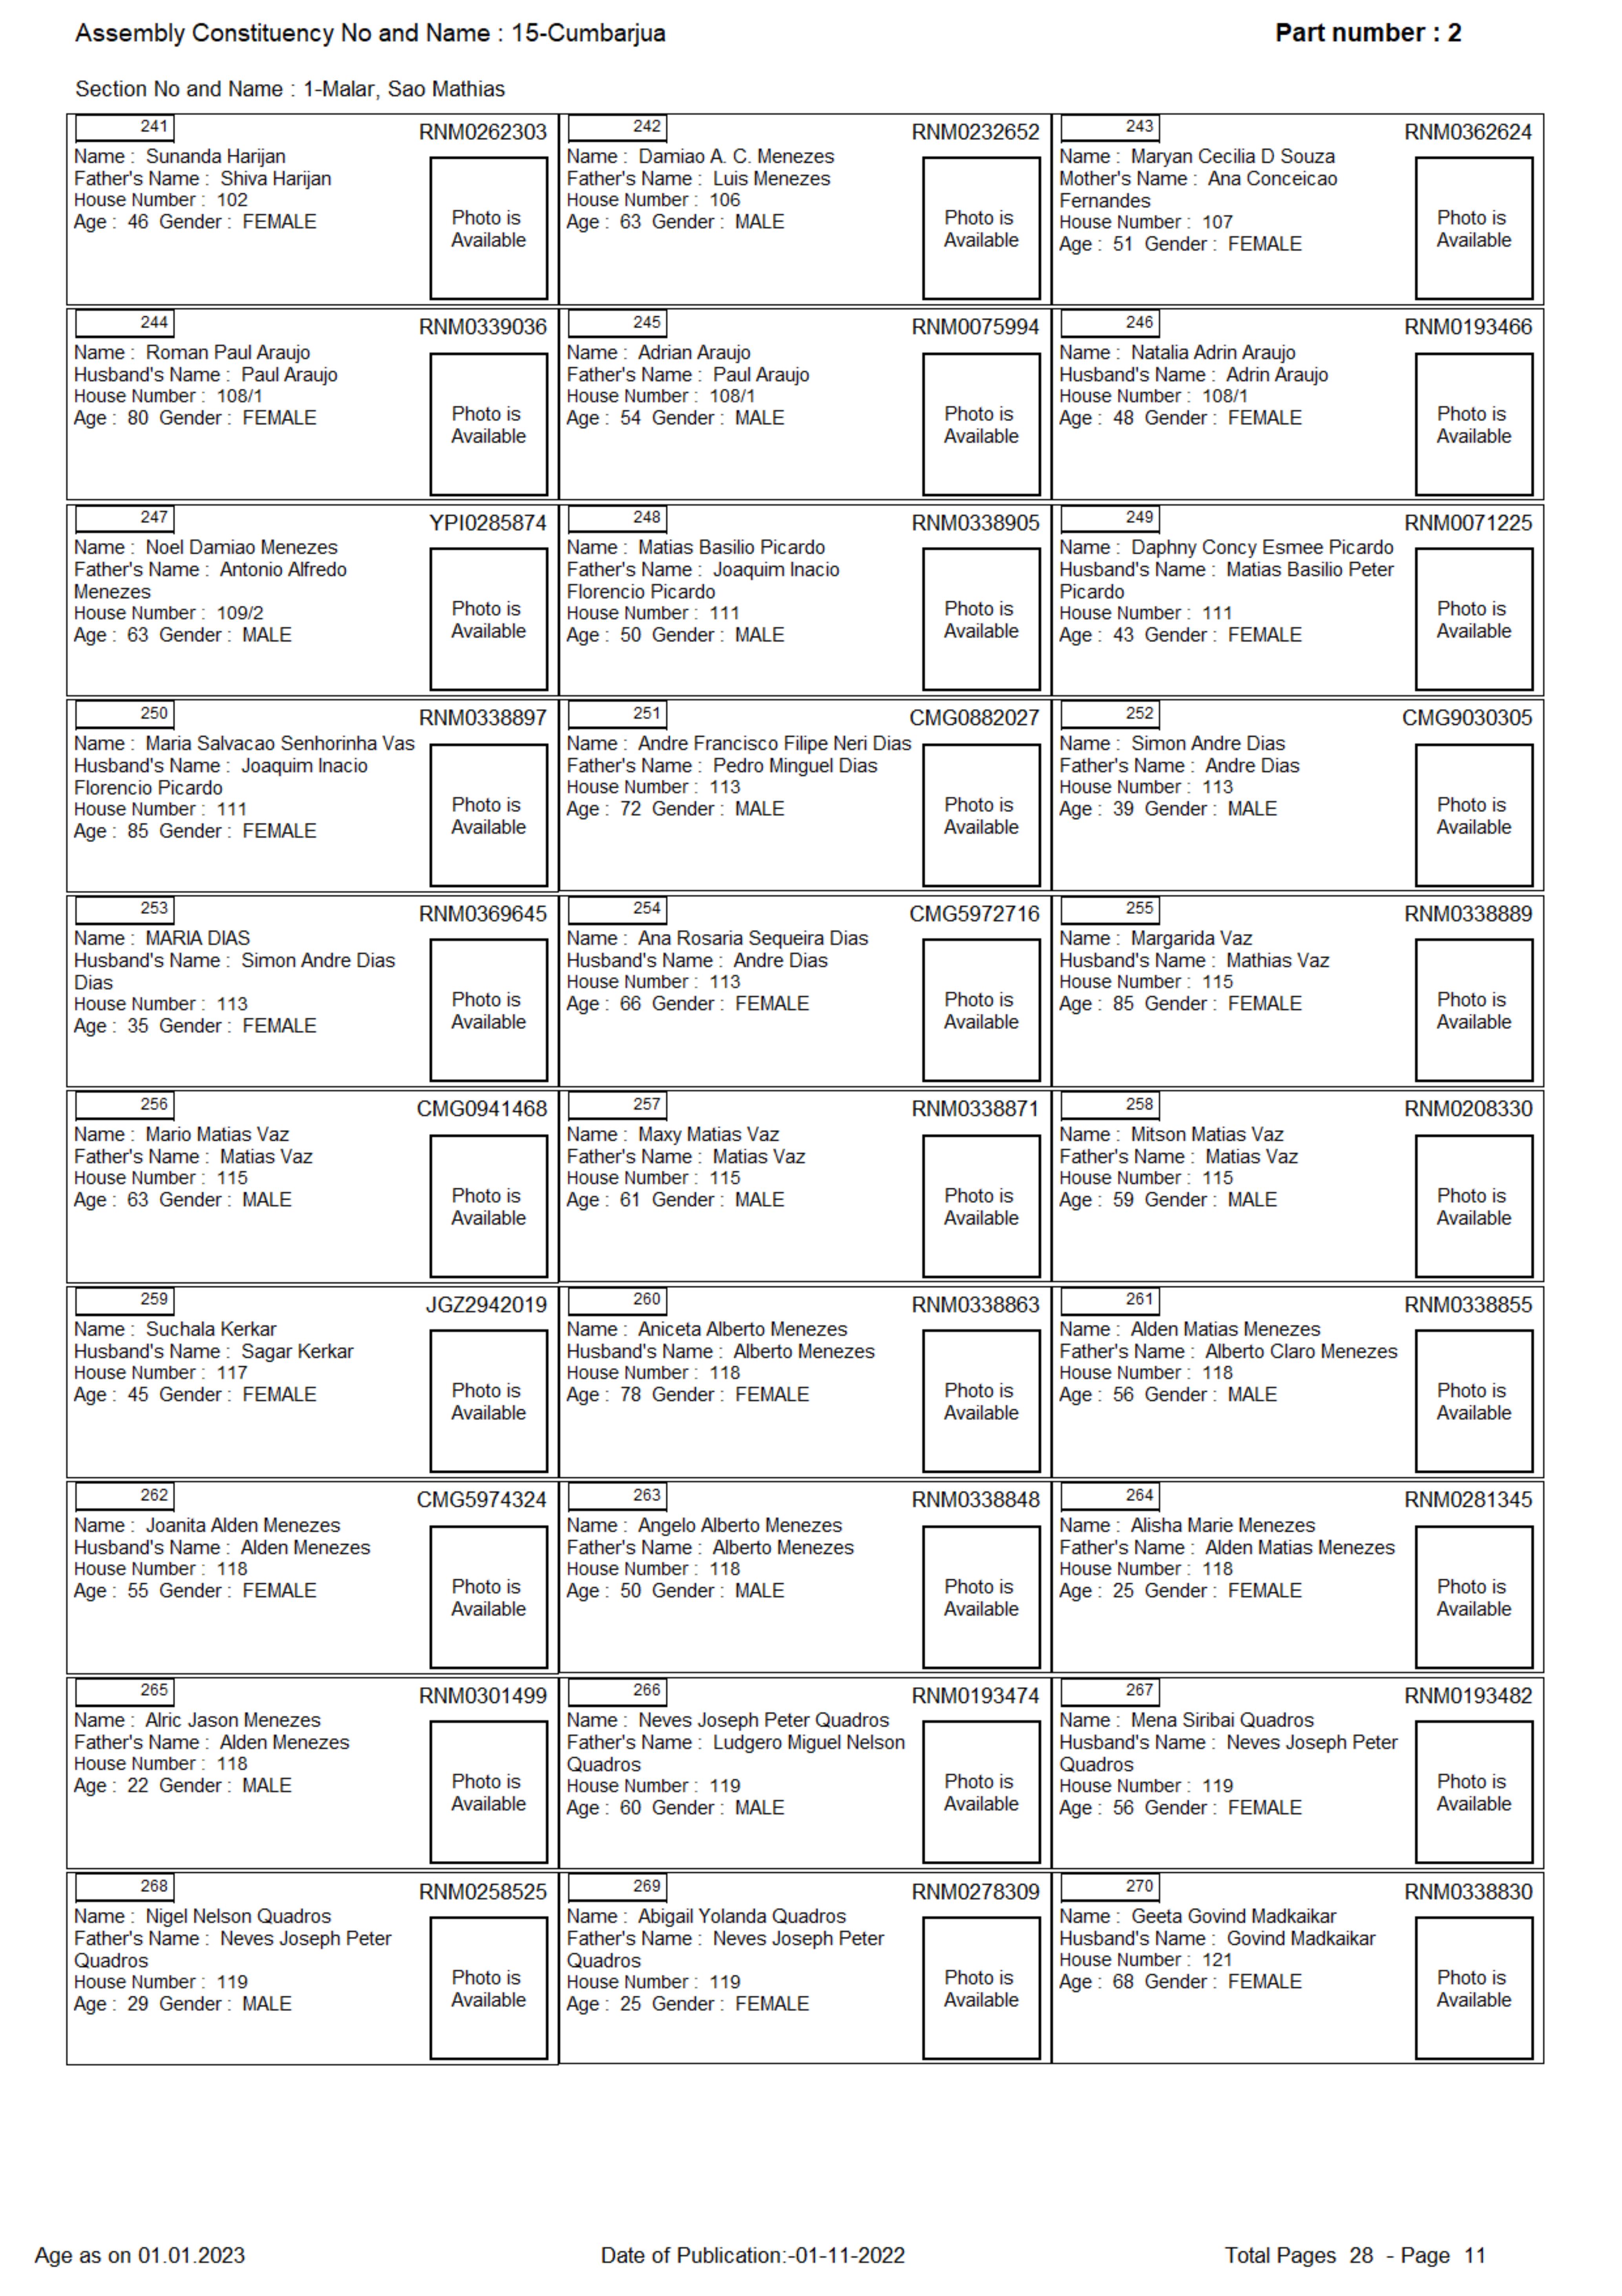 Assembly Constituency No and Name : 15-Cumbarjua
Part number : 2
Section No and Name : 1-Malar, Sao Mathias
241
RNM0262303
Name : Sunanda Harijan
Father's Name : Shiva Harijan
House Number : 102
Age : 46 Gender : FEMALE
Photo is
Available
242
RNM0232652
Name : Damiao A. C. Menezes
Father's Name : Luis Menezes
House Number : 106
Age : 63 Gender : MALE
Photo is
Available
243
RNM0362624
Name : Maryan Cecilia D Souza
Mother's Name : Ana Conceicao
Fernandes
House Number : 107
Age : 51 Gender : FEMALE
Photo is
Available
244
RNM0339036
Name : Roman Paul Araujo
Husband's Name : Paul Araujo
House Number : 108/1
Age : 80 Gender : FEMALE
Photo is
Available
245
RNM0075994
Name : Adrian Araujo
Father's Name : Paul Araujo
House Number : 108/1
Age : 54 Gender : MALE
Photo is
Available
246
RNM0193466
Name : Natalia Adrin Araujo
Husband's Name : Adrin Araujo
House Number : 108/1
Age : 48 Gender : FEMALE
Photo is
Available
247
YPI0285874
Name : Noel Damiao Menezes
Father's Name : Antonio Alfredo
Menezes
House Number : 109/2
Age : 63 Gender : MALE
Photo is
Available
248
RNM0338905
Name : Matias Basilio Picardo
Father's Name : Joaquim Inacio
Florencio Picardo
House Number : 111
Age : 50 Gender : MALE
Photo is
Available
249
RNM0071225
Name : Daphny Concy Esmee Picardo
Husband's Name : Matias Basilio Peter
Picardo
House Number : 111
Age : 43 Gender : FEMALE
Photo is
Available
250
RNM0338897
Name : Maria Salvacao Senhorinha Vas
Husband's Name : Joaquim Inacio
Florencio Picardo
House Number : 111
Age : 85 Gender : FEMALE
Photo is
Available
251
CMG0882027
Name : Andre Francisco Filipe Neri Dias
Father's Name : Pedro Minguel Dias
House Number : 113
Age : 72 Gender : MALE
Photo is
Available
252
CMG9030305
Name : Simon Andre Dias
Father's Name : Andre Dias
House Number : 113
Age : 39 Gender : MALE
Photo is
Available
253
RNM0369645
Name : MARIA DIAS
Husband's Name : Simon Andre Dias
Dias
House Number : 113
Age : 35 Gender : FEMALE
Photo is
Available
254
CMG5972716
Name : Ana Rosaria Sequeira Dias
Husband's Name : Andre Dias
House Number : 113
Age : 66 Gender : FEMALE
Photo is
Available
255
RNM0338889
Name : Margarida Vaz
Husband's Name : Mathias Vaz
House Number : 115
Age : 85 Gender : FEMALE
Photo is
Available
256
CMG0941468
Name : Mario Matias Vaz
Father's Name : Matias Vaz
House Number : 115
Age : 63 Gender : MALE
Photo is
Available
257
RNM0338871
Name : Maxy Matias Vaz
Father's Name : Matias Vaz
House Number : 115
Age : 61 Gender : MALE
Photo is
Available
258
RNM0208330
Name : Mitson Matias Vaz
Father's Name : Matias Vaz
House Number : 115
Age : 59 Gender : MALE
Photo is
Available
259
JGZ2942019
Name : Suchala Kerkar
Husband's Name : Sagar Kerkar
House Number : 117
Age : 45 Gender : FEMALE
Photo is
Available
260
RNM0338863
Name : Aniceta Alberto Menezes
Husband's Name : Alberto Menezes
House Number : 118
Age : 78 Gender : FEMALE
Photo is
Available
261
RNM0338855
Name : Alden Matias Menezes
Father's Name : Alberto Claro Menezes
House Number : 118
Age : 56 Gender : MALE
Photo is
Available
262
CMG5974324
Name : Joanita Alden Menezes
Husband's Name : Alden Menezes
House Number : 118
Age : 55 Gender : FEMALE
Photo is
Available
263
RNM0338848
Name : Angelo Alberto Menezes
Father's Name : Alberto Menezes
House Number : 118
Age : 50 Gender : MALE
Photo is
Available
264
RNM0281345
Name : Alisha Marie Menezes
Father's Name : Alden Matias Menezes
House Number : 118
Age : 25 Gender : FEMALE
Photo is
Available
265
RNM0301499
Name : Alric Jason Menezes
Father's Name : Alden Menezes
House Number : 118
Age : 22 Gender : MALE
Photo is
Available
266
RNM0193474
Name : Neves Joseph Peter Quadros
Father's Name : Ludgero Miguel Nelson
Quadros
House Number : 119
Age : 60 Gender : MALE
Photo is
Available
267
RNM0193482
Name : Mena Siribai Quadros
Husband's Name : Neves Joseph Peter
Quadros
House Number : 119
Age : 56 Gender : FEMALE
Photo is
Available
268
RNM0258525
Name : Nigel Nelson Quadros
Father's Name : Neves Joseph Peter
Quadros
House Number : 119
Age : 29 Gender : MALE
Photo is
Available
269
RNM0278309
Name : Abigail Yolanda Quadros
Father's Name : Neves Joseph Peter
Quadros
House Number : 119
Age : 25 Gender : FEMALE
Photo is
Available
270
RNM0338830
Name : Geeta Govind Madkaikar
Husband's Name : Govind Madkaikar
House Number : 121
Age : 68 Gender : FEMALE
Photo is
Available
Age as on 01.01.2023
Date of Publication:-01-11-2022
Total Pages 28 - Page 11